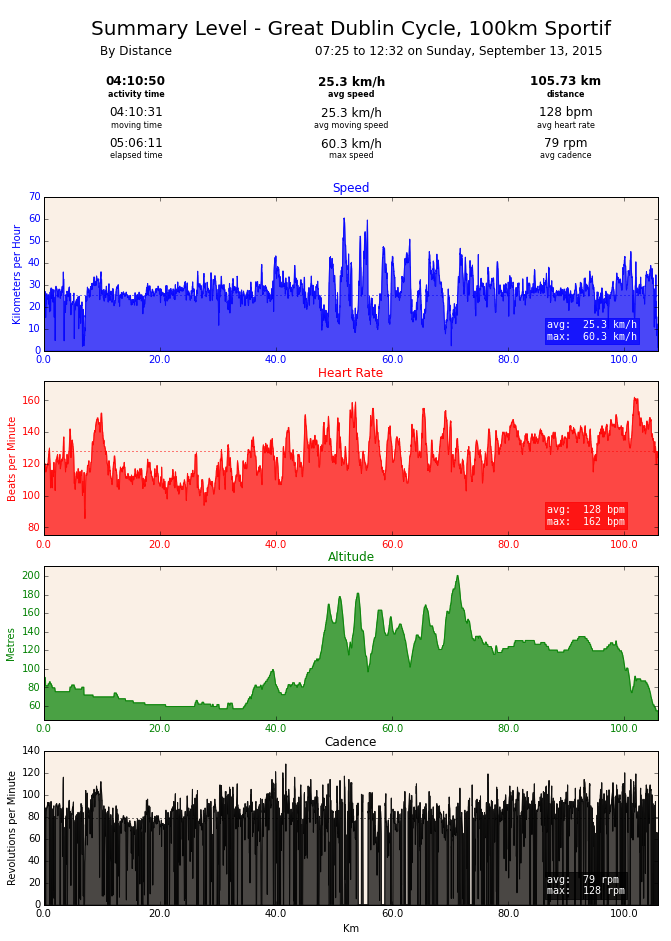 Summary Level - Great Dublin Cycle, 100km Sportif
By Distance 07:25 to 12:32 on Sunday, September 13, 2015
04:10:50 25.3 km/h 105.73 km
activity time avg speed distance
04:10:31 25.3 km/h 128 bpm
moving time avg moving speed avg heart rate
05:06:11 60.3 km/h 79 rpm
elapsed time max speed avg cadence
Speed
Kilometers per Hour
70
60
50
40
30
20
10
0
avg: 25.3 km/h
max: 60.3 km/h
0.0 20.0 40.0 60.0 80.0 100.0
Heart Rate
Beats per Minute
160
140
120
100
80
avg: 128 bpm
max: 162 bpm
0.0 20.0 40.0 60.0 80.0 100.0
Altitude
Metres
200
180
160
140
120
100
80
60
0.0 20.0 40.0 60.0 80.0 100.0
Cadence
Revolutions per Minute
140
120
100
80
60
40
20
0
avg: 79 rpm
max: 128 rpm
0.0 20.0 40.0 60.0 80.0 100.0
Km